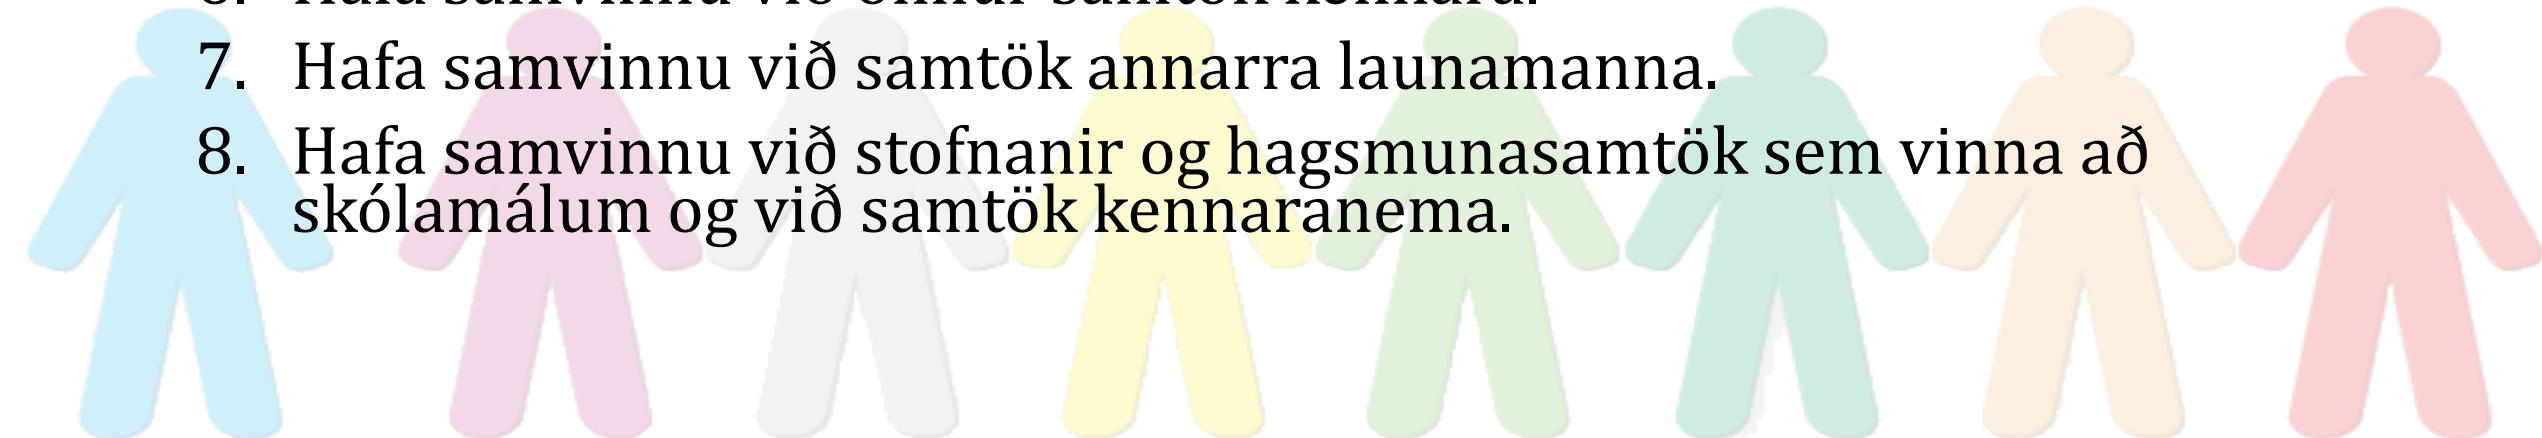 7. Hafa samvinnu við samtök annarra launamanna.
8. Hafa samvinnu við stofnanir og hagsmunasamtök sem vinna að
skólamálum og við samtök kennaranema.